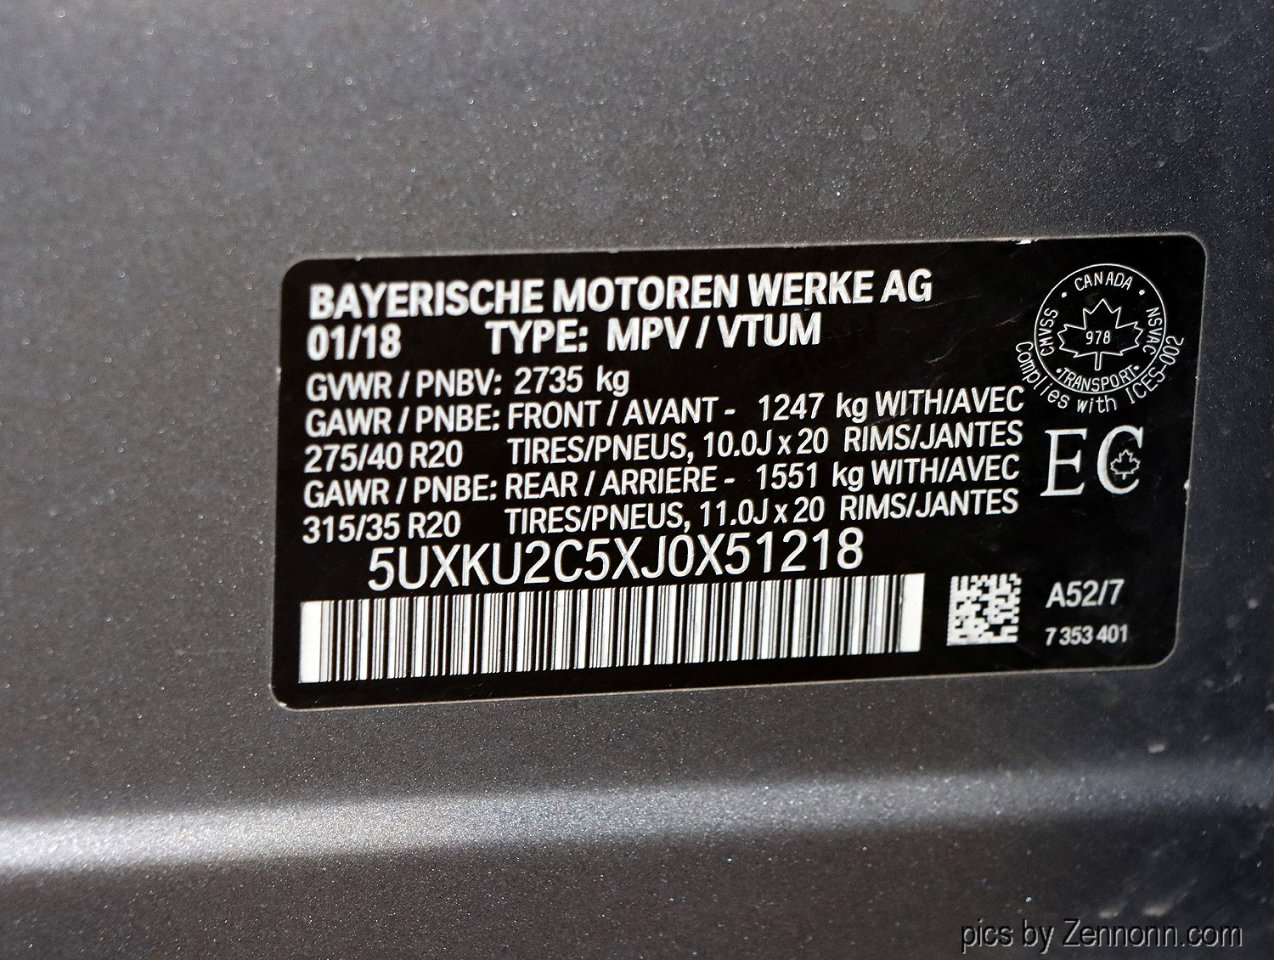 BAYERISCHE MOTOREN WERKE AG
01/18 TYPE: MPV / VTUM
GVWR / PNBV: 2735 kg
GAWR / PNBE: FRONT / AVANT - 1247 kg WITH/AVEC
275/40 R20 TIRES/PNEUS, 10.0J x 20 RIMS/JANTES
GAWR / PNBE: REAR / ARRIERE - 1551 kg WITH/AVEC
315/35 R20 TIRES/PNEUS, 11.0J x 20 RIMS/JANTES
5UXKU2C5XJ0X51218
· CANADA ·
CMVSS
978
NSVAC
· TRANSPORT ·
Complies with ICES-002
EC
A52/7
7 353 401
pics by Zennonn.com